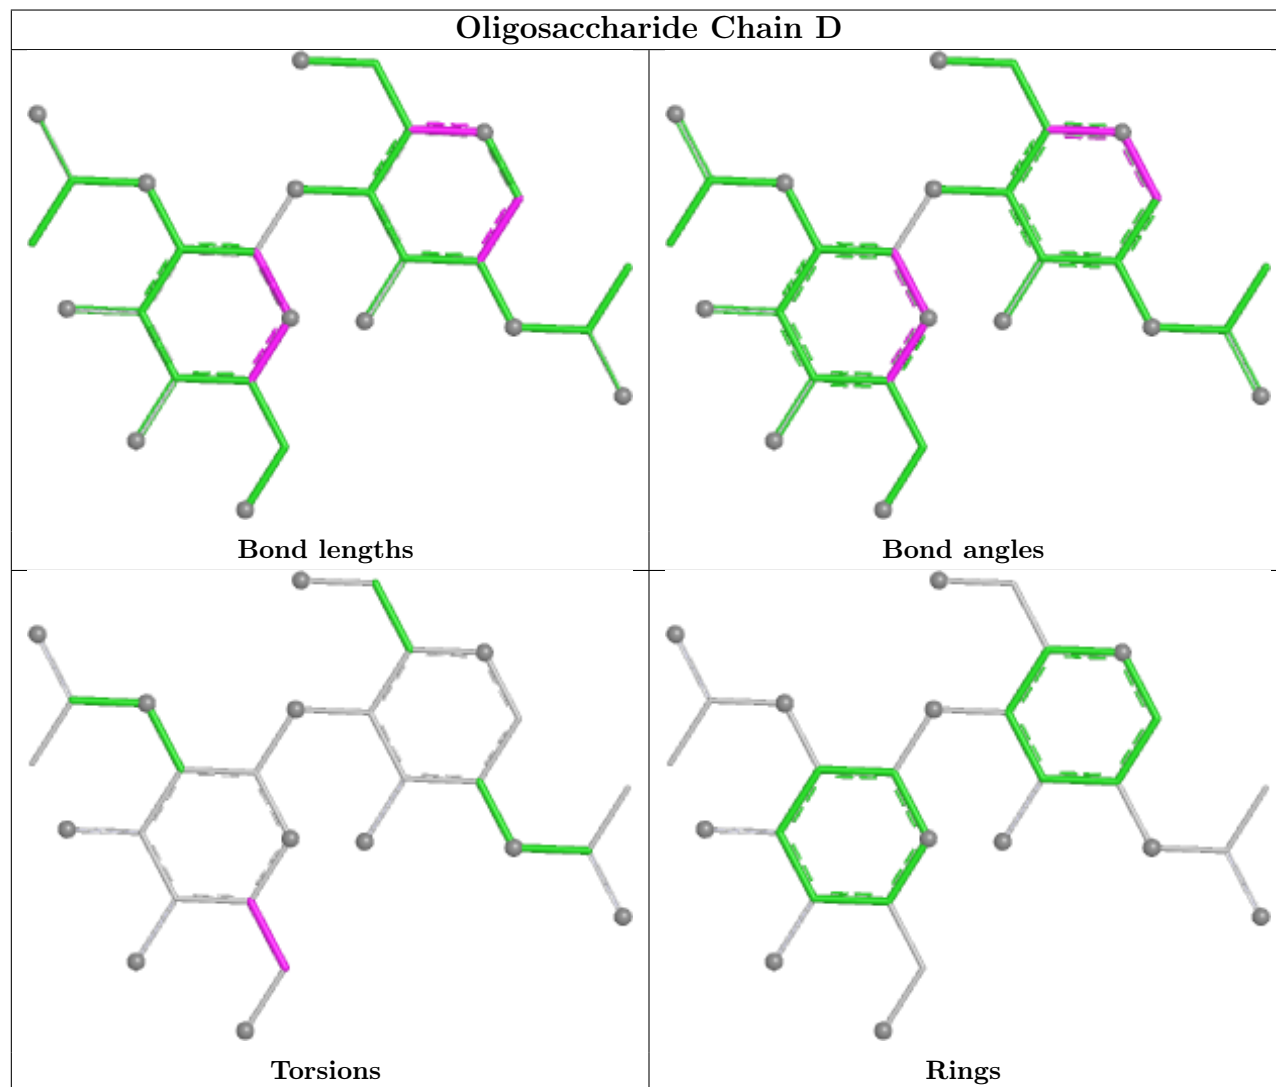 Oligosaccharide Chain D
Bond lengths
Bond angles
Torsions
Rings